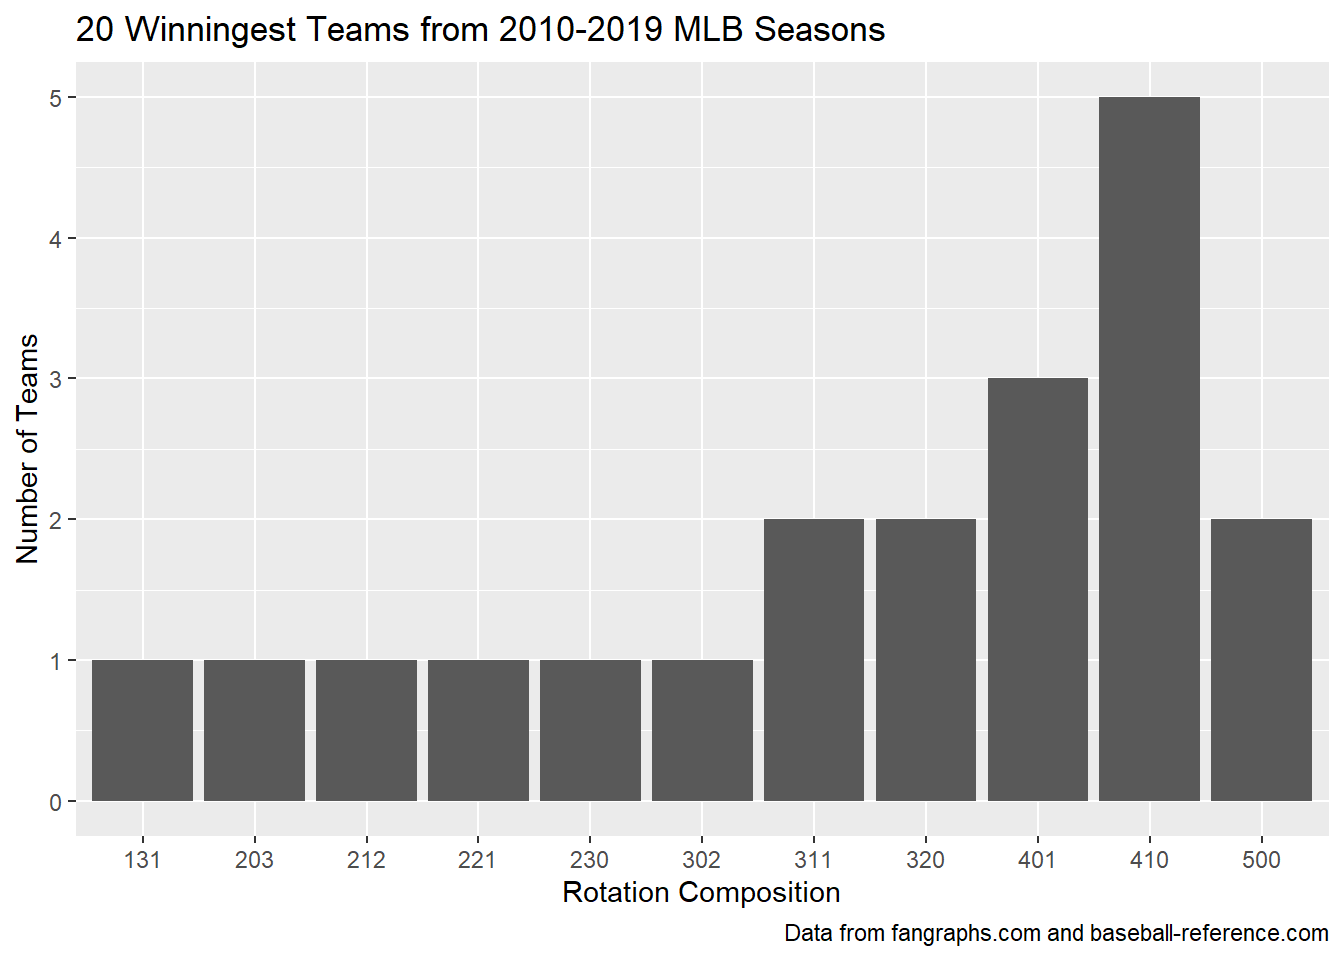 20 Winningest Teams from 2010-2019 MLB Seasons
Number of Teams
5
4
3
2
1
0
131 203 212 221 230 302 311 320 401 410 500
Rotation Composition
Data from fangraphs.com and baseball-reference.com